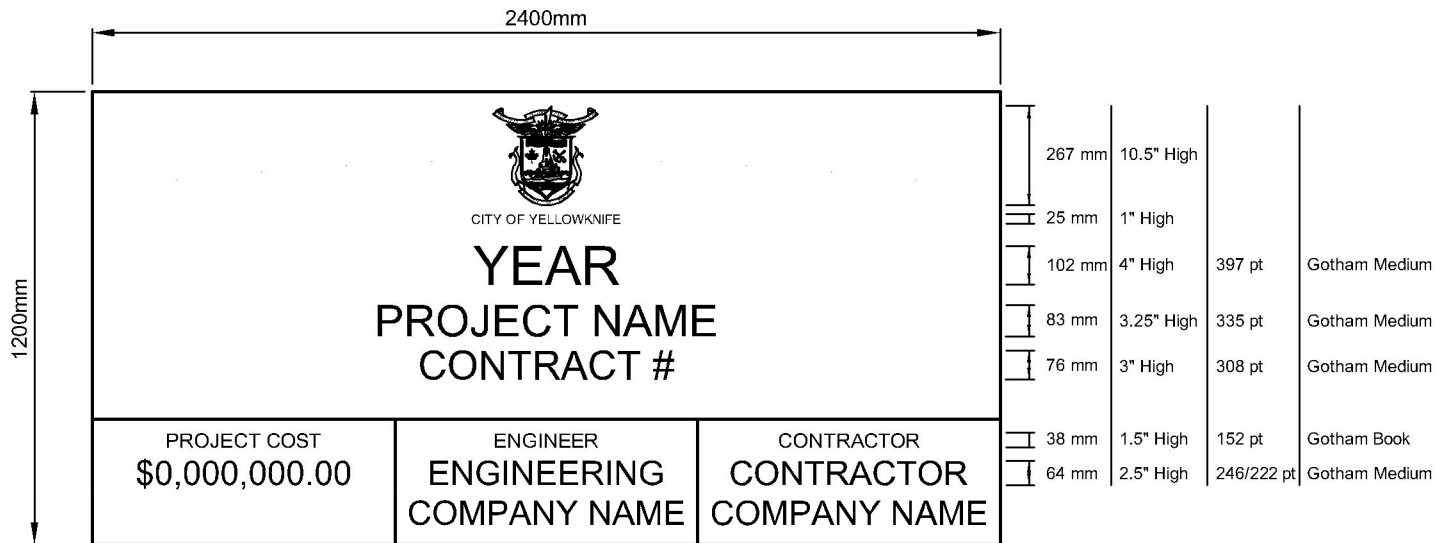 2400mm
1200mm
CITY OF YELLOWKNIFE
YEAR
PROJECT NAME
CONTRACT #
PROJECT COST
$0,000,000.00
ENGINEER
ENGINEERING
COMPANY NAME
CONTRACTOR
CONTRACTOR
COMPANY NAME
267 mm 10.5" High
25 mm 1" High
102 mm 4" High 397 pt Gotham Medium
83 mm 3.25" High 335 pt Gotham Medium
76 mm 3" High 308 pt Gotham Medium
38 mm 1.5" High 152 pt Gotham Book
64 mm 2.5" High 246/222 pt Gotham Medium